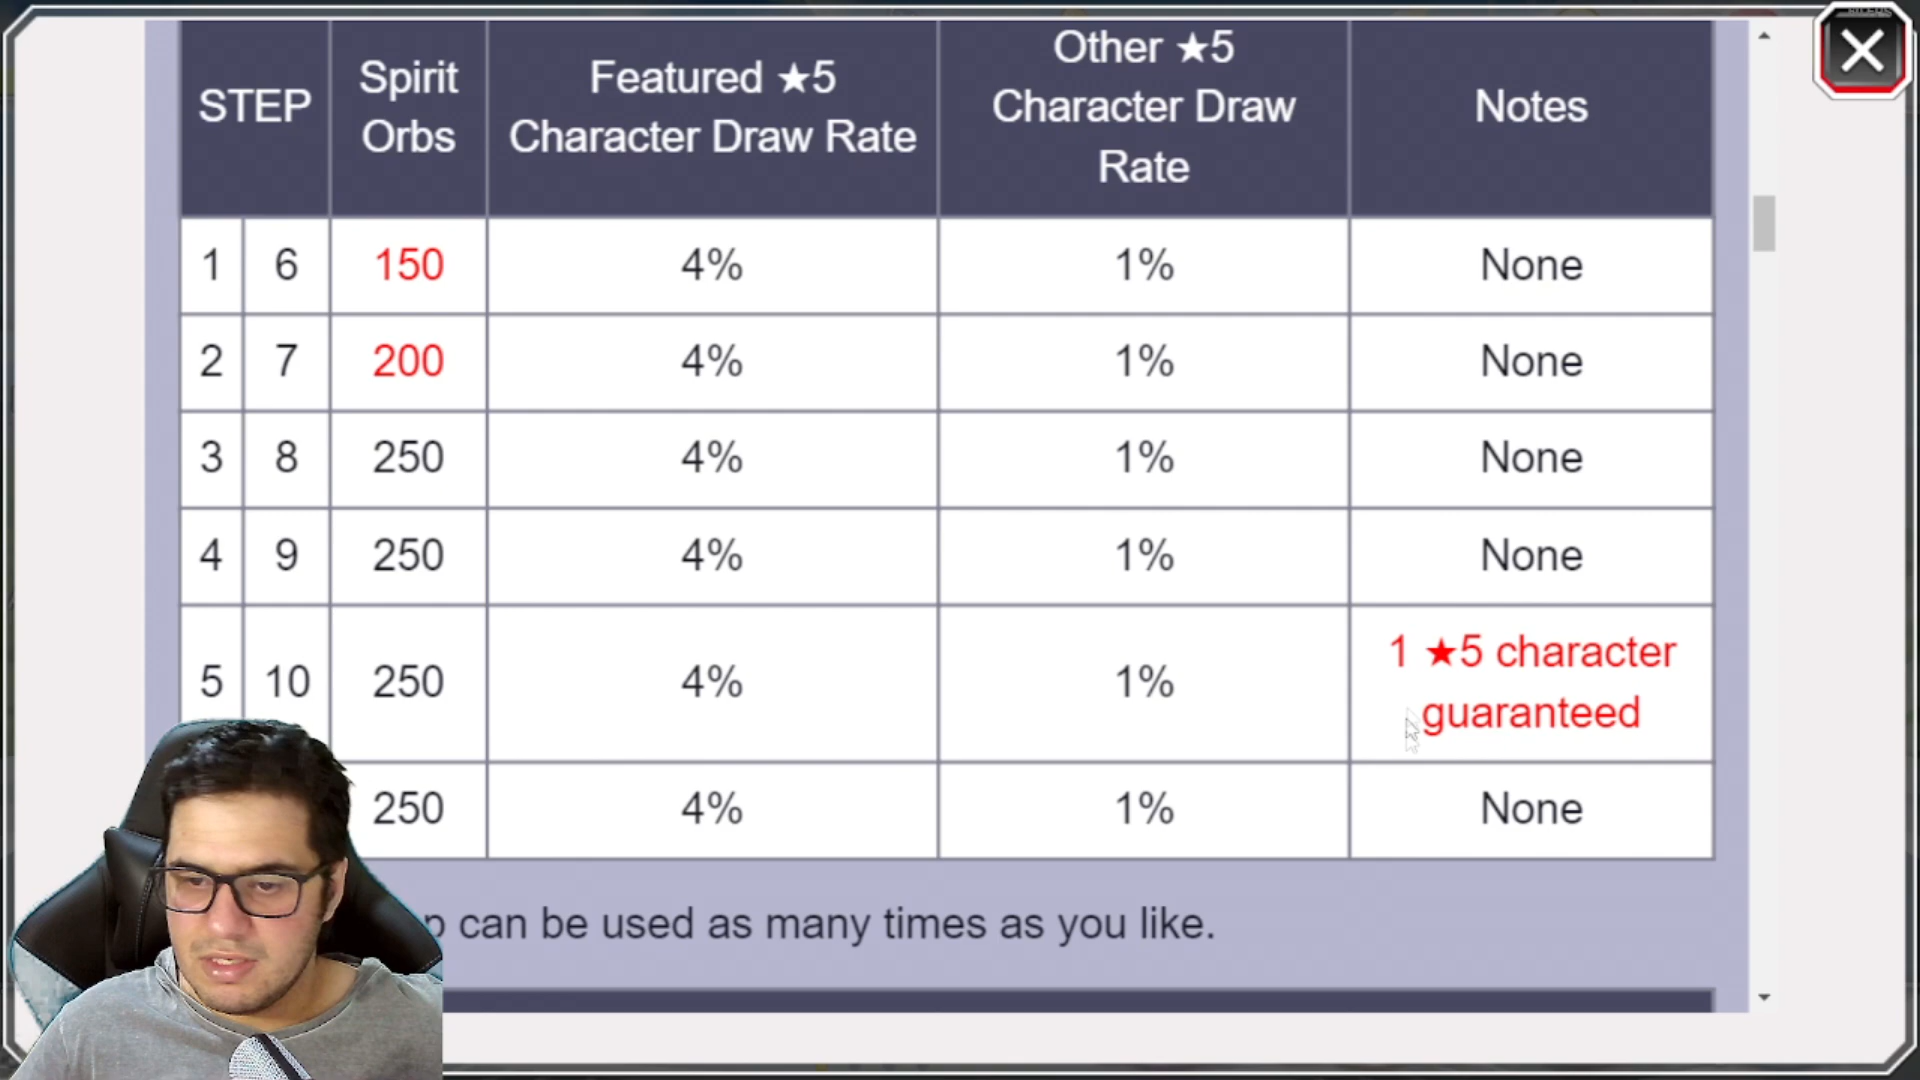 STEP
Spirit
Orbs
Featured ★5
Character Draw Rate
Other ★5
Character Draw
Rate
Notes
1 6 150 4% 1% None
2 7 200 4% 1% None
3 8 250 4% 1% None
4 9 250 4% 1% None
5 10 250 4% 1% 1 ★5 character
guaranteed
250 4% 1% None
can be used as many times as you like.